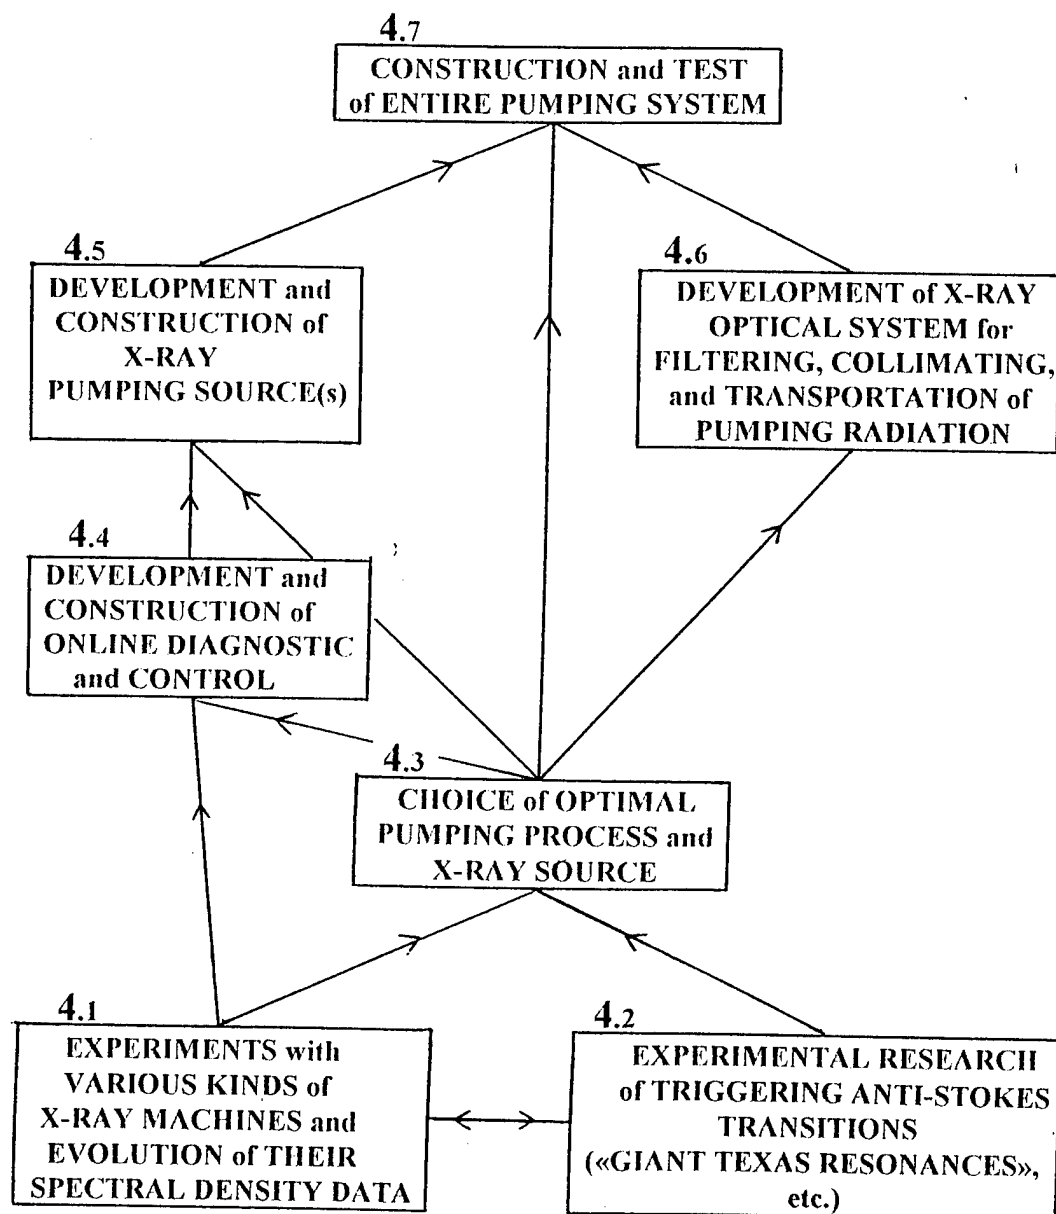 4.7
CONSTRUCTION and TEST
of ENTIRE PUMPING SYSTEM
4.5
DEVELOPMENT and
CONSTRUCTION of
X-RAY
PUMPING SOURCE(s)
4.6
DEVELOPMENT of X-RAY
OPTICAL SYSTEM for
FILTERING, COLLIMATING,
and TRANSPORTATION of
PUMPING RADIATION
4.4
DEVELOPMENT and
CONSTRUCTION of
ONLINE DIAGNOSTIC
and CONTROL
4.3
CHOICE of OPTIMAL
PUMPING PROCESS and
X-RAY SOURCE
4.1
EXPERIMENTS with
VARIOUS KINDS of
X-RAY MACHINES and
EVOLUTION of THEIR
SPECTRAL DENSITY DATA
4.2
EXPERIMENTAL RESEARCH
of TRIGGERING ANTI-STOKES
TRANSITIONS
(«GIANT TEXAS RESONANCES»,
etc.)